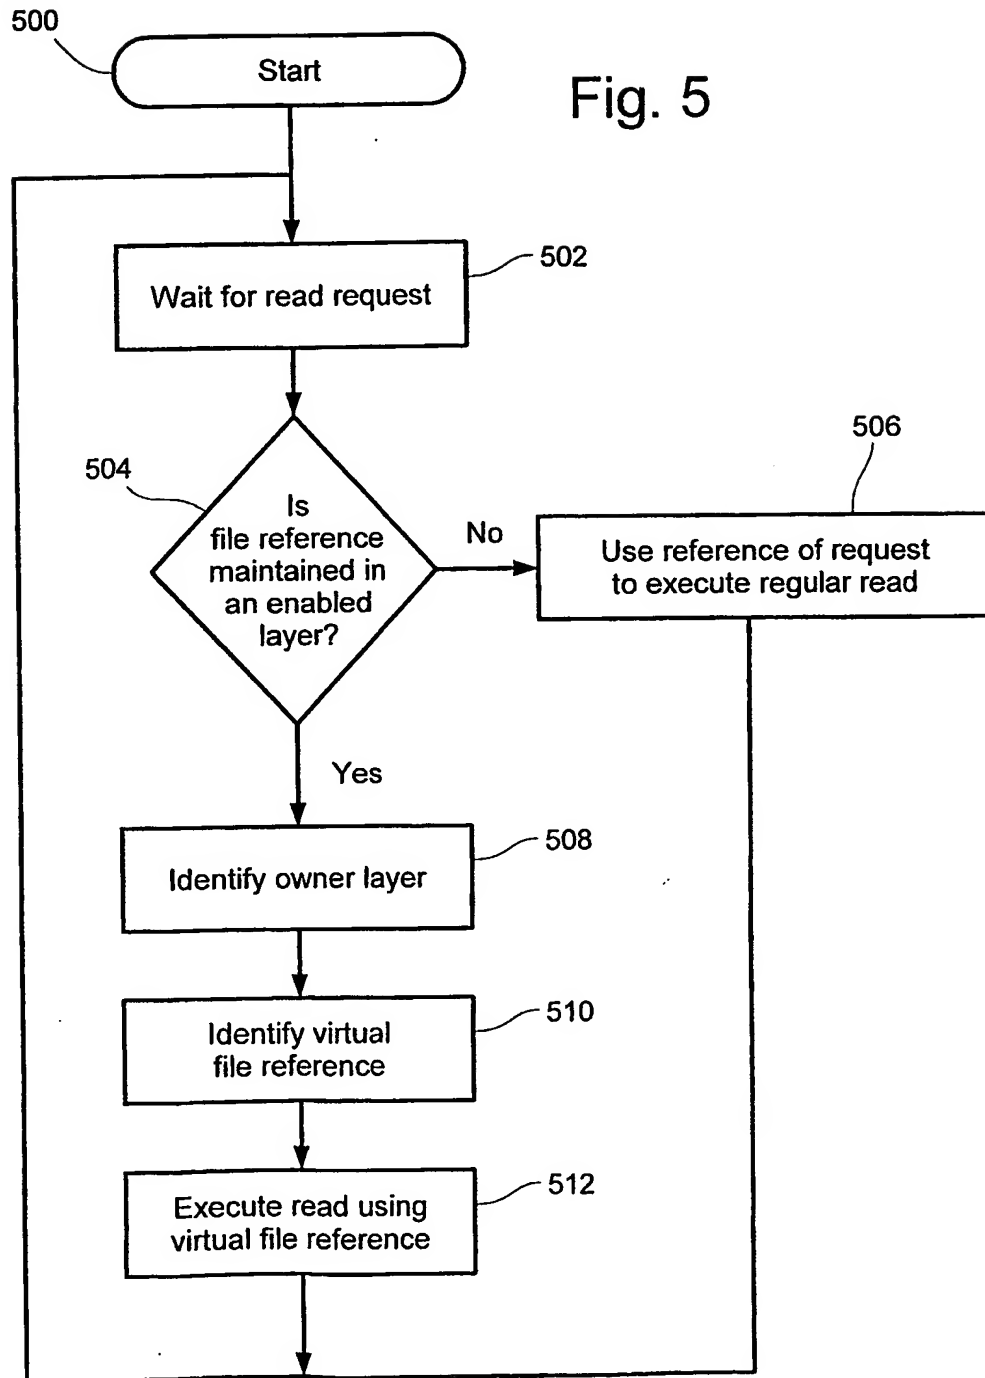 500
Start
Fig. 5
Wait for read request
502
504
Is
file reference
maintained in
an enabled
layer?
No
506
Use reference of request
to execute regular read
Yes
Identify owner layer
508
Identify virtual
file reference
510
Execute read using
virtual file reference
512